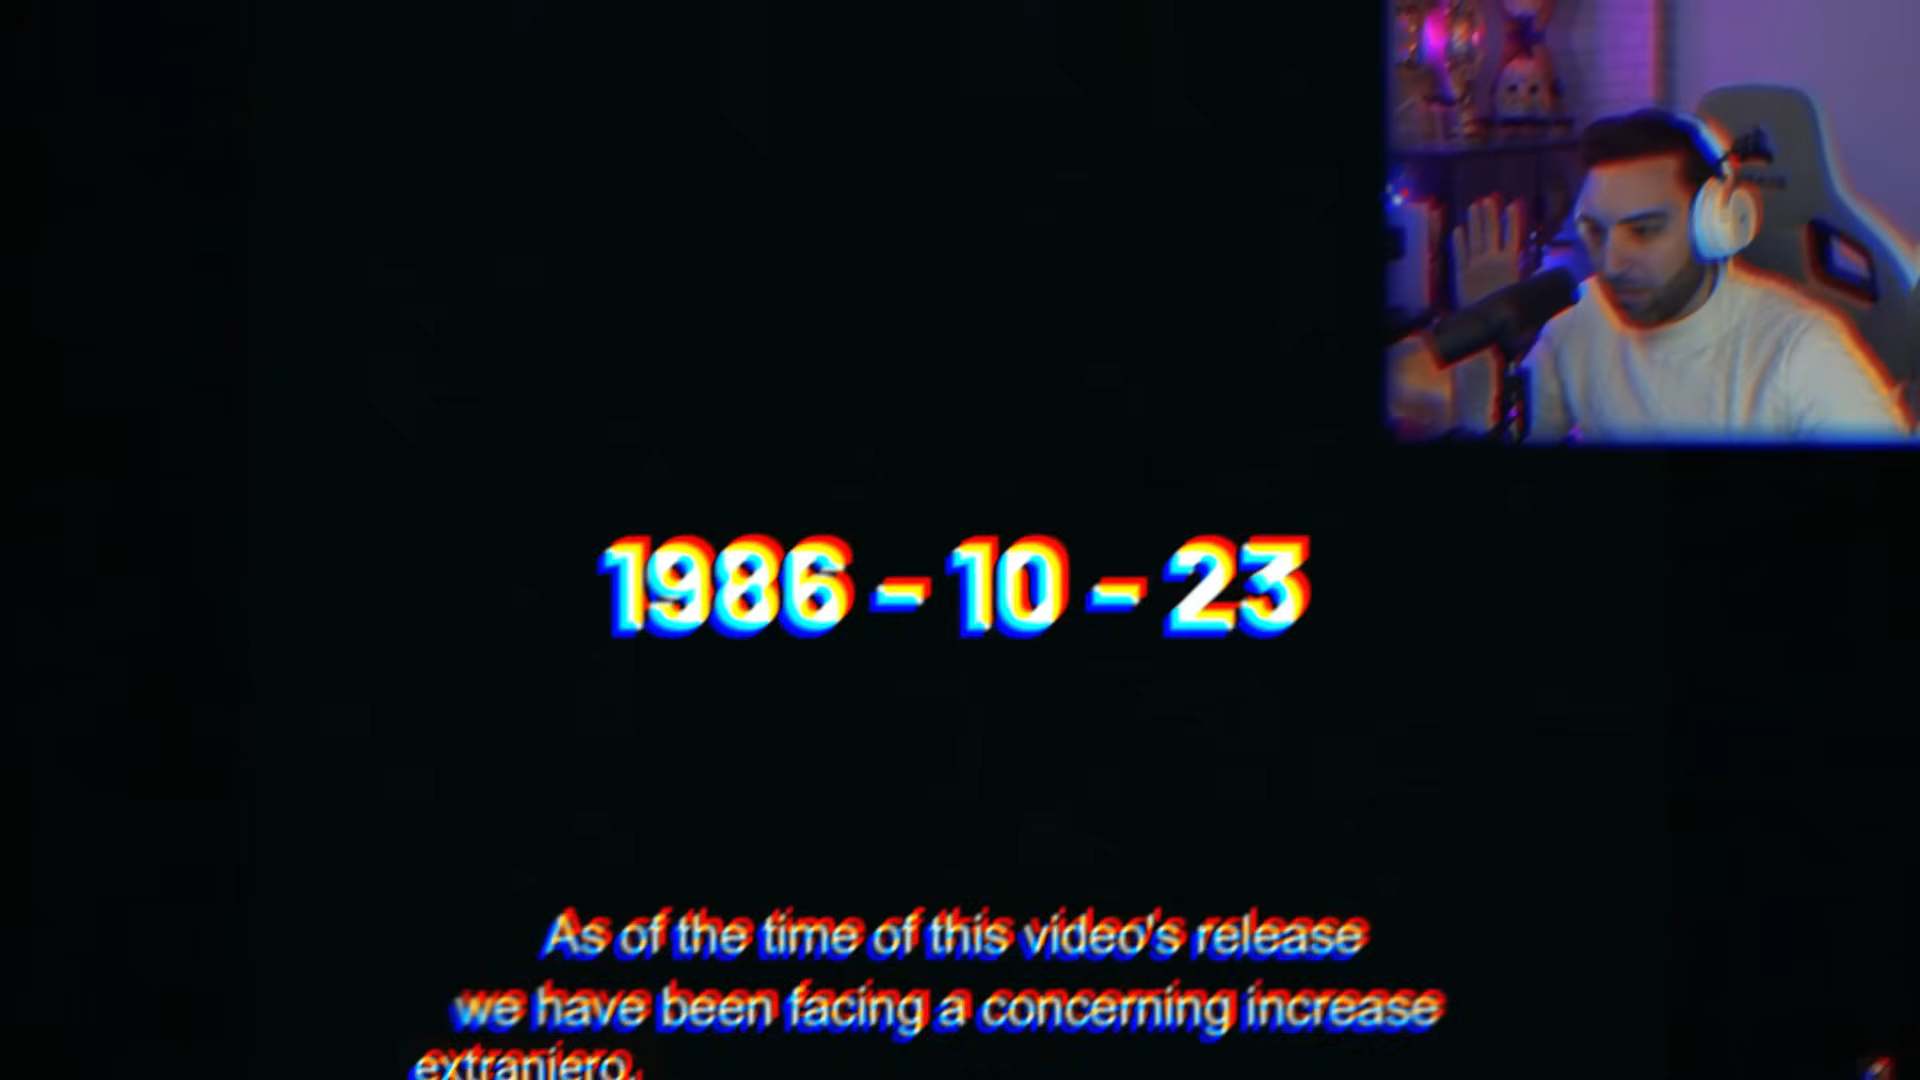 1986 - 10 - 23
As of the time of this video's release
we have been facing a concerning increase
extranjero.